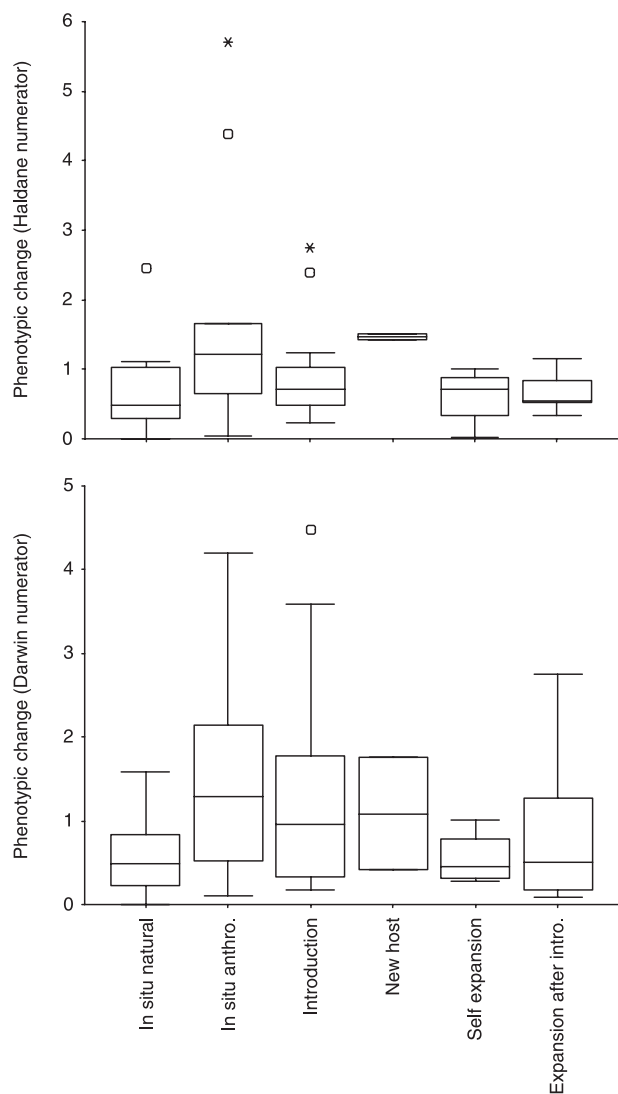 Phenotypic change (Haldane numerator)
6
5
4
3
2
1
0
Phenotypic change (Darwin numerator)
5
4
3
2
1
0
In situ natural
In situ anthro.
Introduction
New host
Self expansion
Expansion after intro.